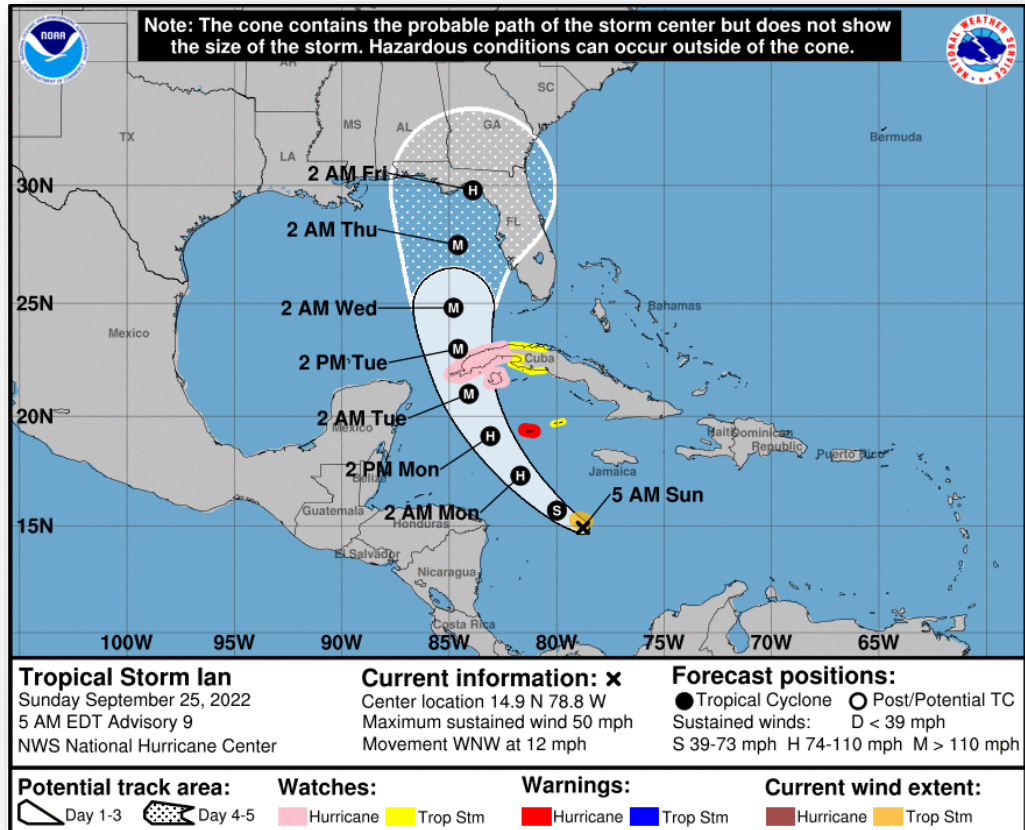 Note: The cone contains the probable path of the storm center but does not show
the size of the storm. Hazardous conditions can occur outside of the cone.
NOAA
NATIONAL WEATHER SERVICE
AR
SC
TX
MS
AL
GA
LA
Bermuda
30N
2 AM Fri
H
FL
2 AM Thu
M
25N
2 AM Wed
M
Bahamas
Mexico
2 PM Tue
M
Cuba
20N
2 AM Tue
M
Mexico
Haiti
Dominican
Republic
Puerto Rico
2 PM Mon
H
Belize
Jamaica
H
5 AM Sun
2 AM Mon
S
Guatemala
15N
Honduras
El Salvador
Nicaragua
Costa Rica
100W 95W 90W 85W 80W 75W 70W 65W
Tropical Storm Ian
Sunday September 25, 2022
5 AM EDT Advisory 9
NWS National Hurricane Center
Current information: ×
Center location 14.9 N 78.8 W
Maximum sustained wind 50 mph
Movement WNW at 12 mph
Forecast positions:
Tropical Cyclone Post/Potential TC
Sustained winds: D < 39 mph
S 39-73 mph H 74-110 mph M > 110 mph
Potential track area:
Day 1-3 Day 4-5
Watches:
Hurricane Trop Stm
Warnings:
Hurricane Trop Stm
Current wind extent:
Hurricane Trop Stm